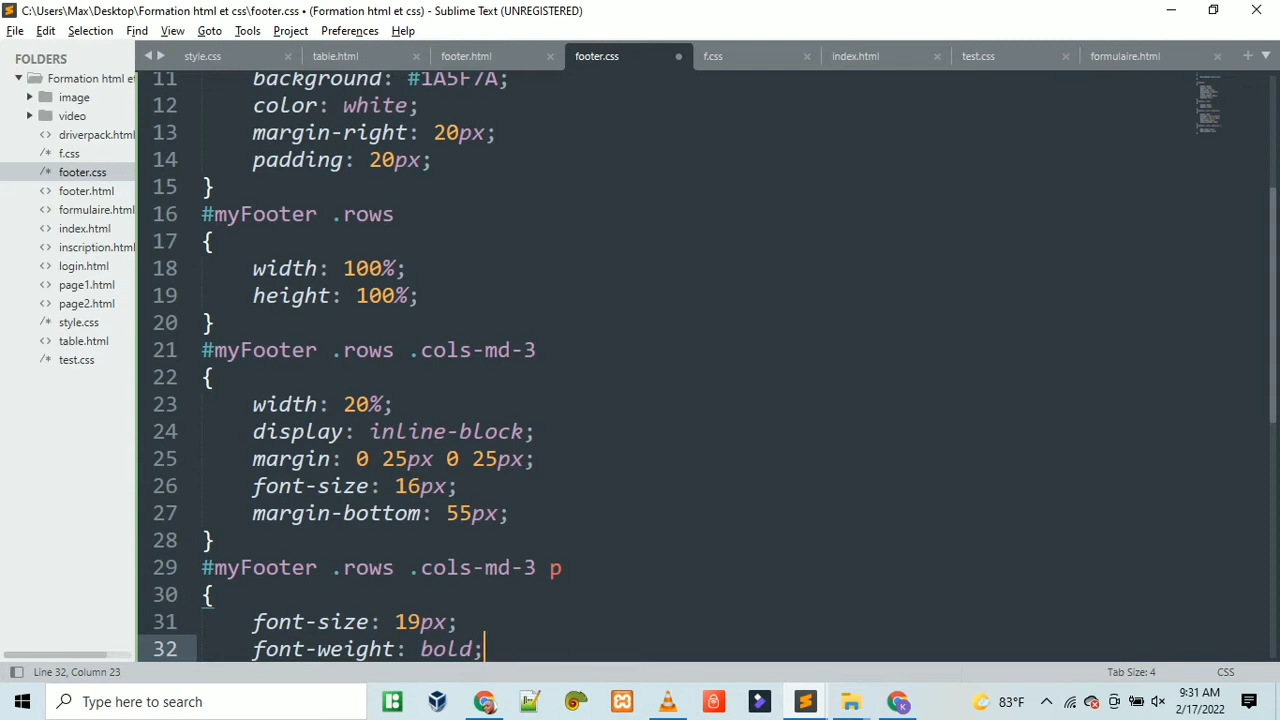 C:\Users\Max\Desktop\Formation html et css\footer.css • (Formation html et css) - Sublime Text (UNREGISTERED)
File Edit Selection Find View Goto Tools Project Preferences Help
FOLDERS
Formation html et
image
video
driverpack.html
f.css
footer.css
footer.html
formulaire.html
index.html
inscription.html
login.html
page1.html
page2.html
style.css
table.html
test.css
style.css table.html footer.html footer.css f.css index.html test.css formulaire.html
11 background: #1A5F7A;
12 color: white;
13 margin-right: 20px;
14 padding: 20px;
15 }
16 #myFooter .rows
17 {
18 width: 100%;
19 height: 100%;
20 }
21 #myFooter .rows .cols-md-3
22 {
23 width: 20%;
24 display: inline-block;
25 margin: 0 25px 0 25px;
26 font-size: 16px;
27 margin-bottom: 55px;
28 }
29 #myFooter .rows .cols-md-3 p
30 {
31 font-size: 19px;
32 font-weight: bold;
Line 32, Column 23 Tab Size: 4 CSS
Type here to search
83°F
9:31 AM
2/17/2022